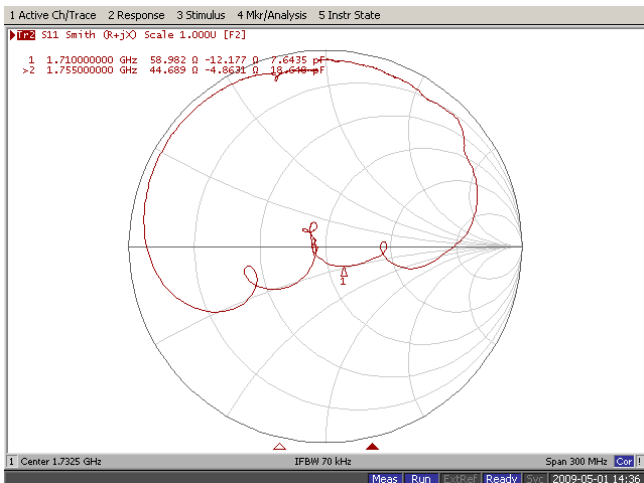 1 Active Ch/Trace 2 Response 3 Stimulus 4 Mkr/Analysis 5 Instr State
Tr2 S11 Smith (R+jX) Scale 1.000U [F2]
1 1.710000000 GHz 58.982 Ω -12.177 Ω 7.6435 pF
>2 1.755000000 GHz 44.689 Ω -4.8631 Ω 18.648 pF
1
1 Center 1.7325 GHz IFBW 70 kHz Span 300 MHz Cor !
Meas Run ExtRef Ready Svc 2009-05-01 14:36